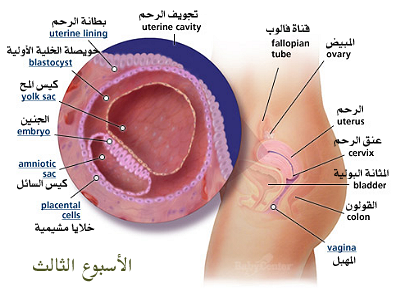 تجويف الرحم
uterine cavity
بطانة الرحم
uterine lining
حويصلة الخلية الأولية
blastocyst
كيس المح
yolk sac
الجنين
embryo
amniotic
sac
كيس السائل
placental
cells
خلايا مشيمية
الأسبوع الثالث
قناة فالوب
fallopian
tube
المبيض
ovary
الرحم
uterus
عنق الرحم
cervix
المثانة البولية
bladder
القولون
colon
vagina
المهبل
BabyCenter